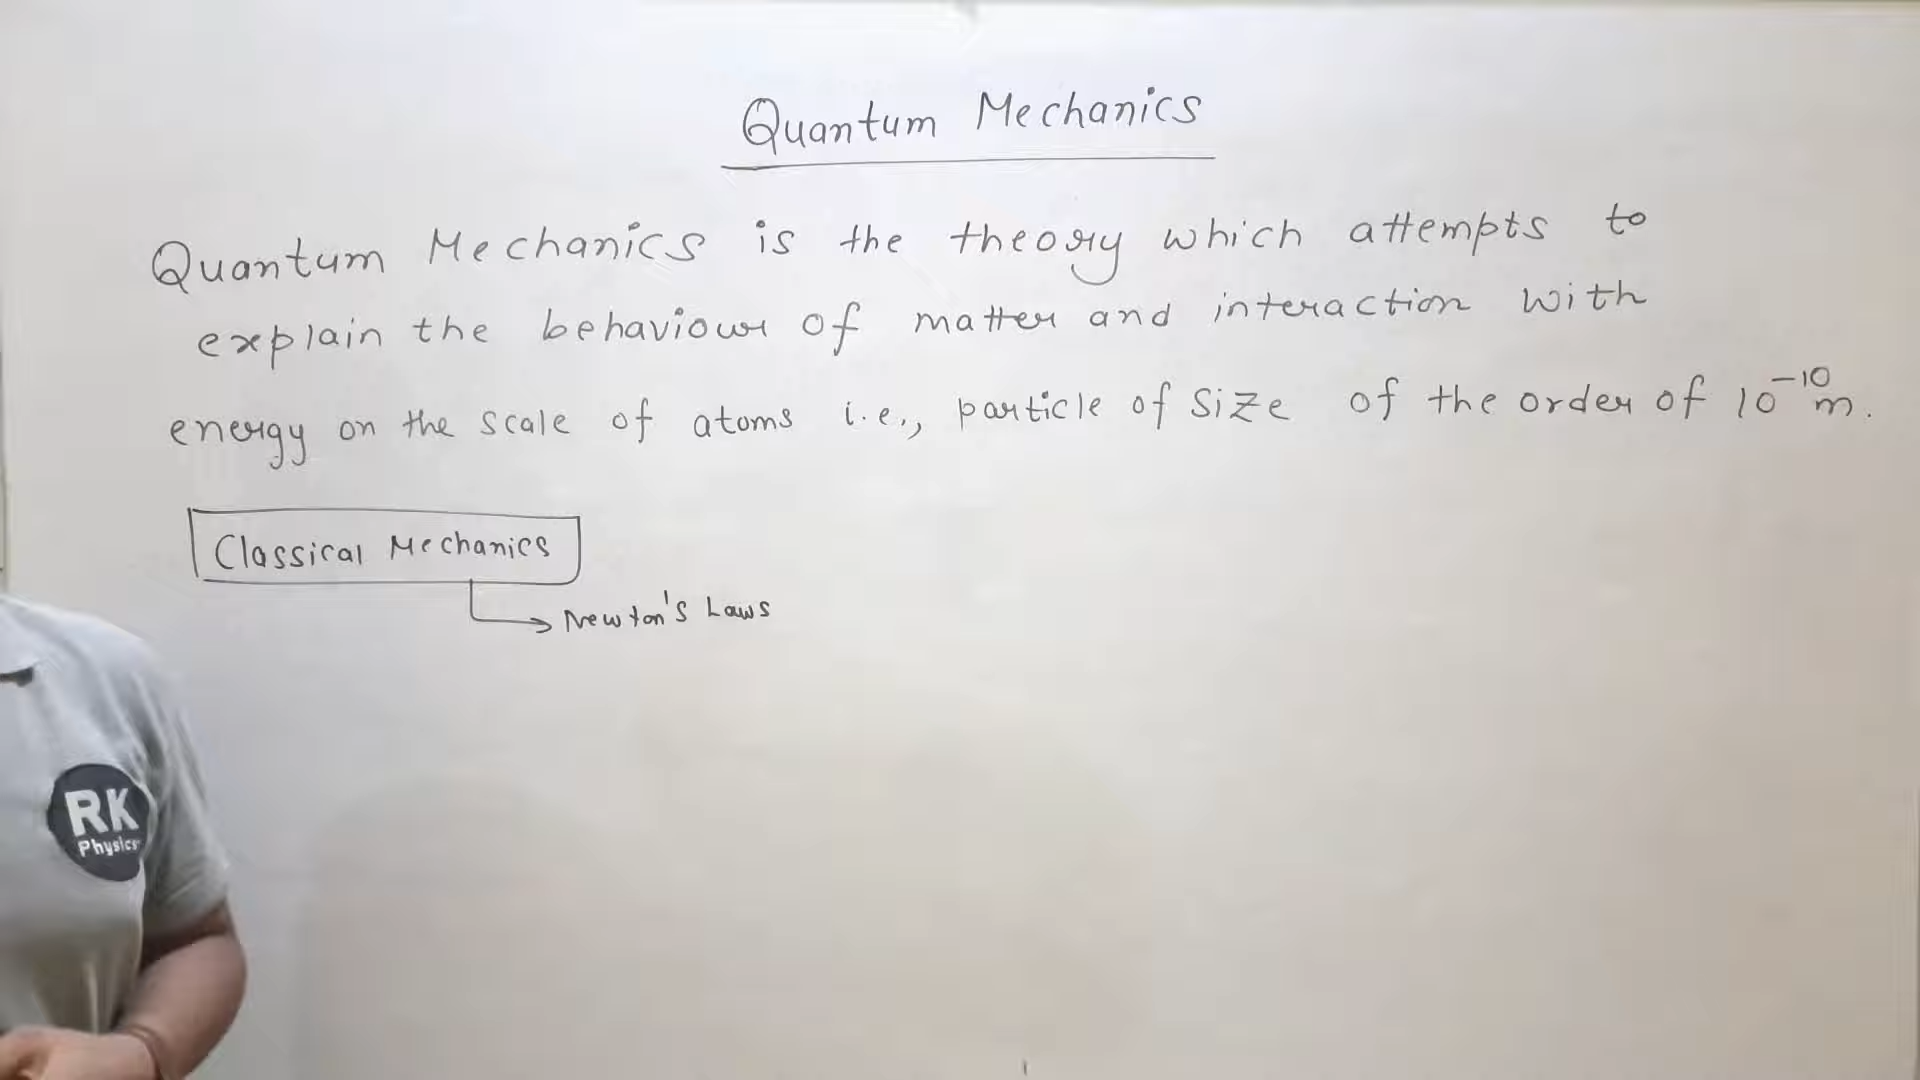 Quantum Mechanics
Quantum Mechanics is the theory which attempts to
explain the behaviour of matter and interaction with
energy on the scale of atoms i.e., particle of size of the order of 10⁻¹⁰m.
Classical Mechanics
Newton's Laws
RK
Physics